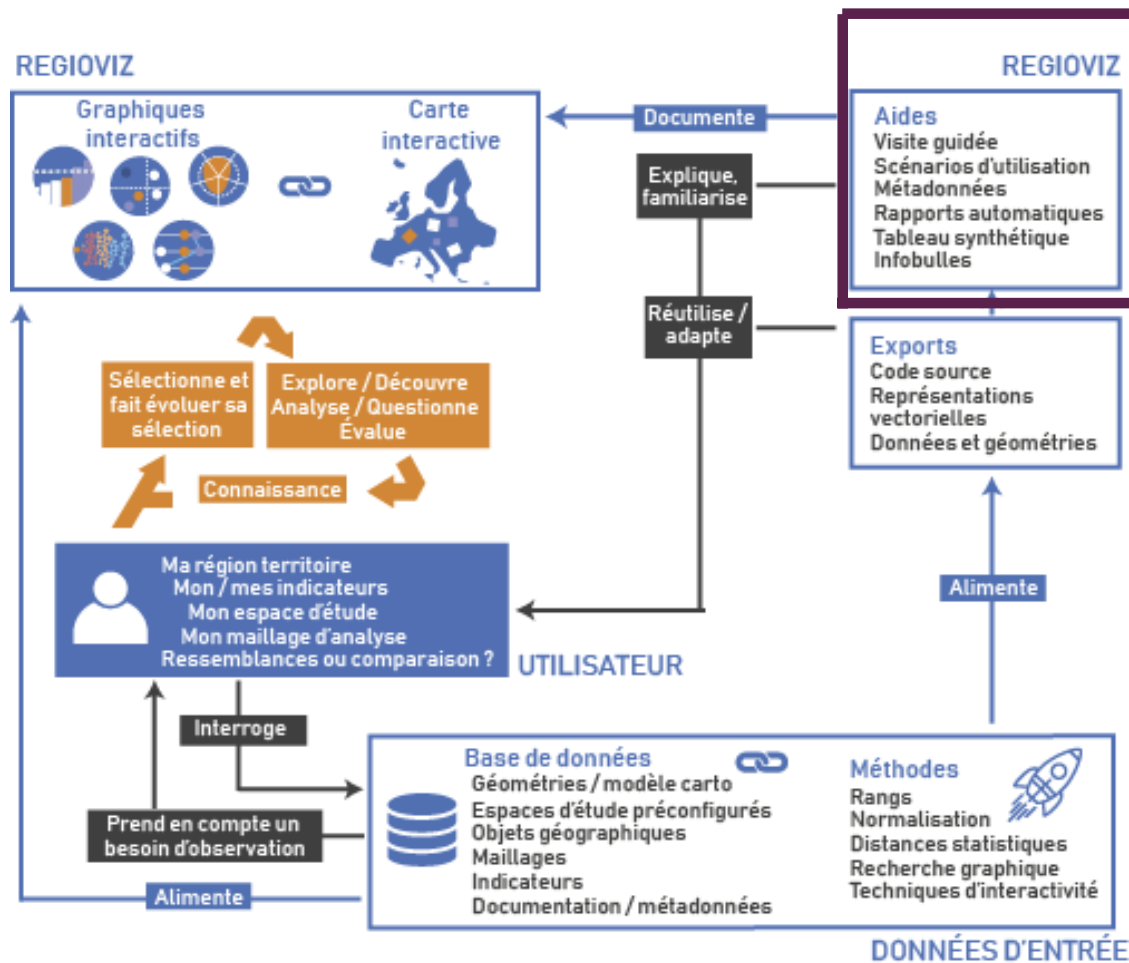 REGIOVIZ
Graphiques
interactifs
Carte
interactive
Documente
REGIOVIZ
Aides
Visite guidée
Scénarios d'utilisation
Métadonnées
Rapports automatiques
Tableau synthétique
Infobulles
Explique,
familiarise
Réutilise /
adapte
Exports
Code source
Représentations
vectorielles
Données et géométries
Sélectionne et
fait évoluer sa
sélection
Explore / Découvre
Analyse / Questionne
Évalue
Connaissance
Ma région territoire
Mon / mes indicateurs
Mon espace d'étude
Mon maillage d'analyse
Ressemblances ou comparaison ?
UTILISATEUR
Alimente
Interroge
Prend en compte un
besoin d'observation
Alimente
Base de données
Géométries / modèle carto
Espaces d'étude préconfigurés
Objets géographiques
Maillages
Indicateurs
Documentation / métadonnées
Méthodes
Rangs
Normalisation
Distances statistiques
Recherche graphique
Techniques d'interactivité
DONNÉES D'ENTRÉE